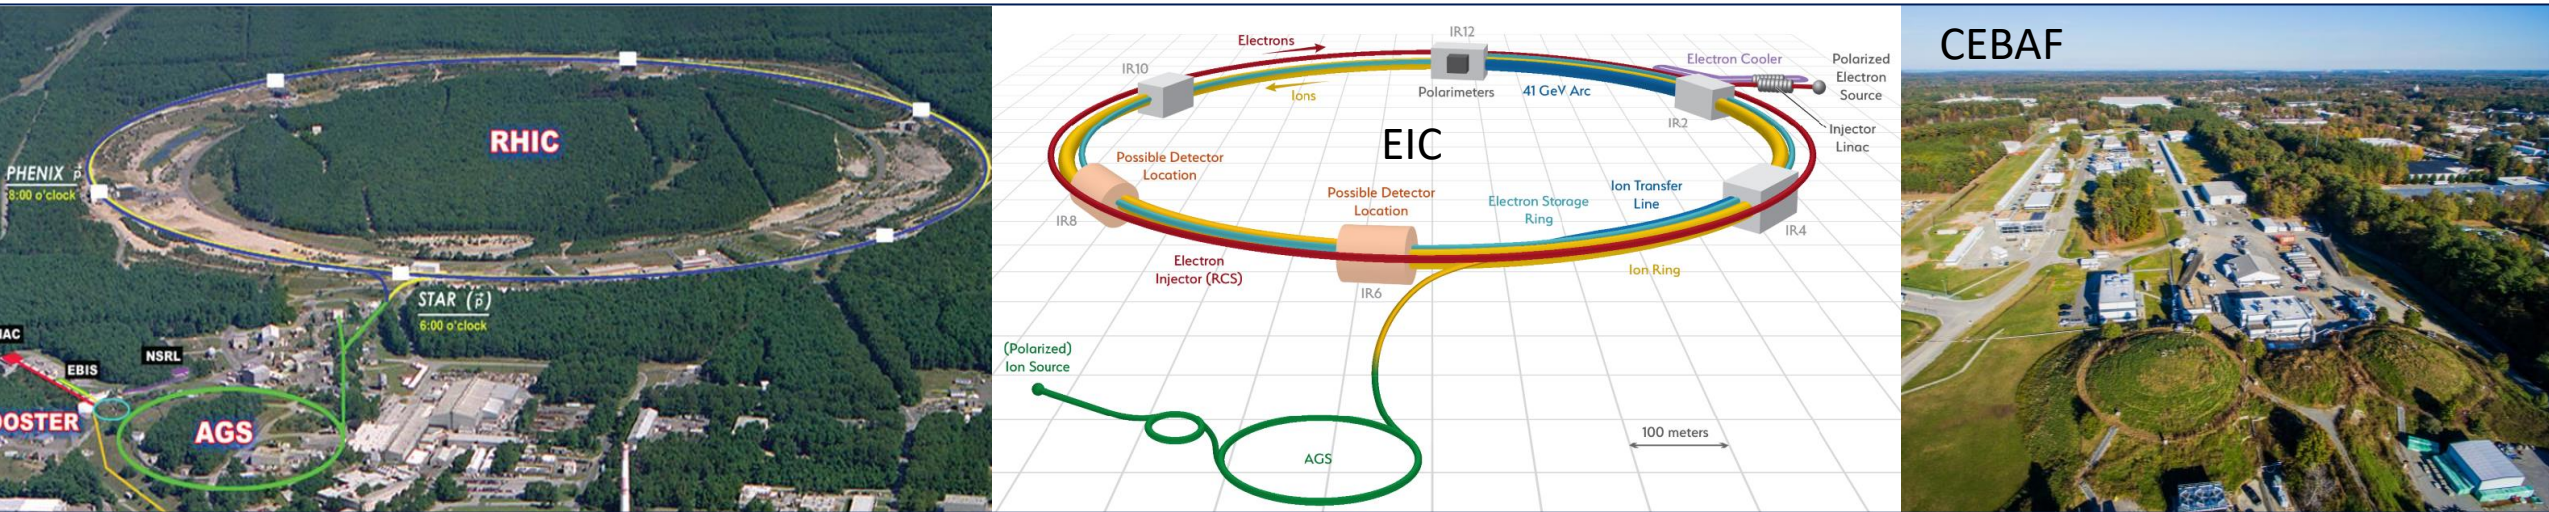 RHIC
PHENIX p
8:00 o'clock
STAR (p)
6:00 o'clock
NAC
EBIS
NSRL
OOSTER
AGS
IR12
Electrons
IR10
Ions
Polarimeters
41 GeV Arc
Electron Cooler
Polarized
Electron
Source
IR2
Injector
Linac
EIC
Possible Detector
Location
IR8
Possible Detector
Location
Electron Storage
Ring
Ion Transfer
Line
IR4
Electron
Injector (RCS)
IR6
Ion Ring
(Polarized)
Ion Source
100 meters
AGS
CEBAF